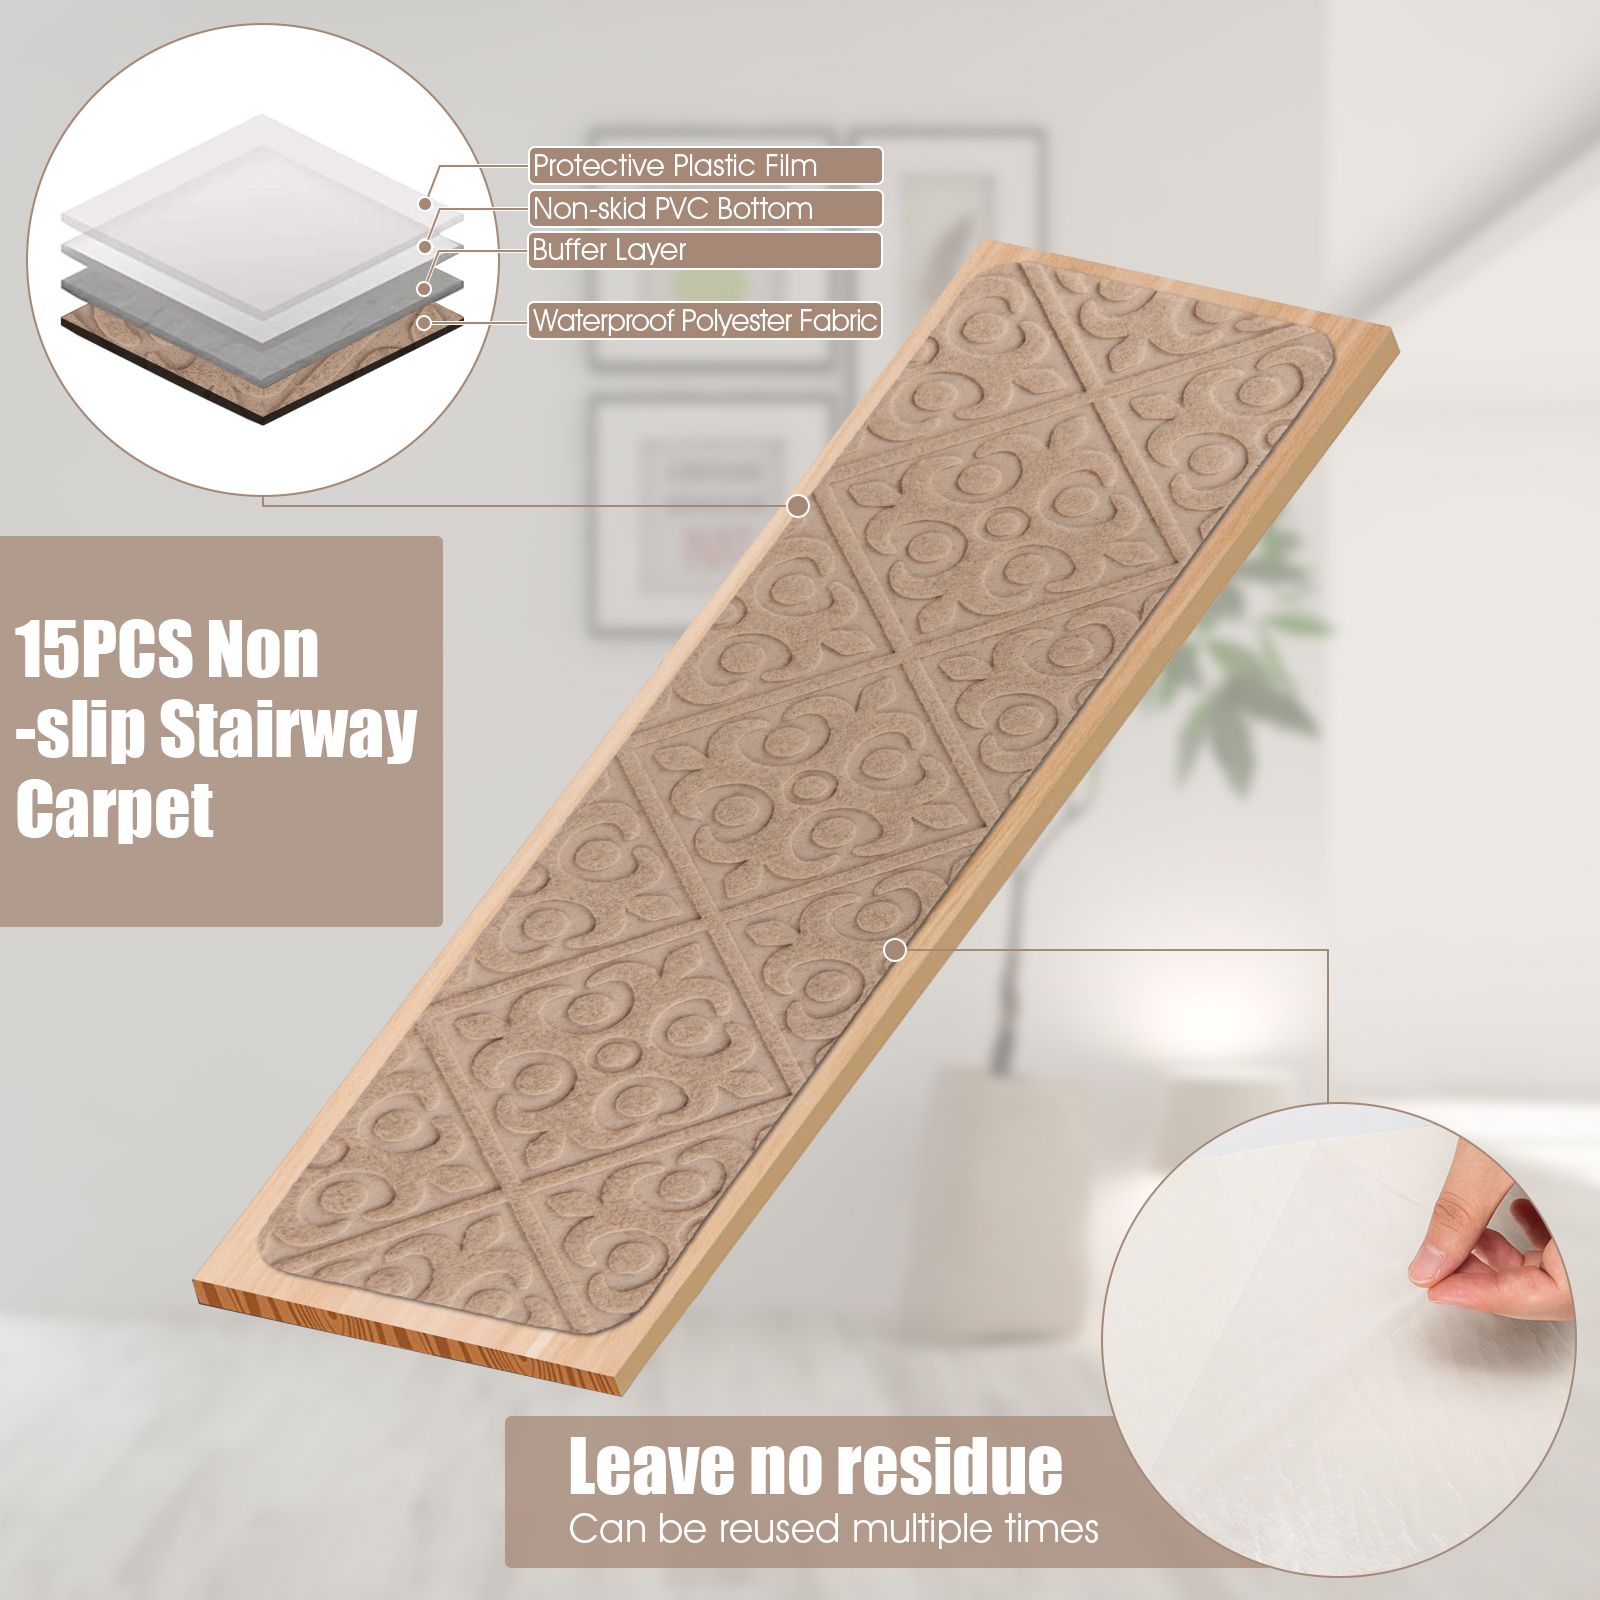 Protective Plastic Film
Non-skid PVC Bottom
Buffer Layer
Waterproof Polyester Fabric
15PCS Non
-slip Stairway
Carpet
Leave no residue
Can be reused multiple times